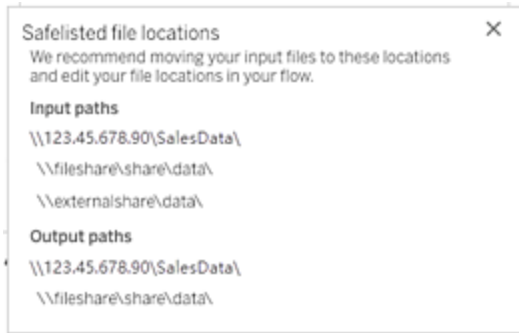 Safelisted file locations
We recommend moving your input files to these locations
and edit your file locations in your flow.
Input paths
\\123.45.678.90\SalesData\
\\fileshare\share\data\
\\externalshare\data\
Output paths
\\123.45.678.90\SalesData\
\\fileshare\share\data\